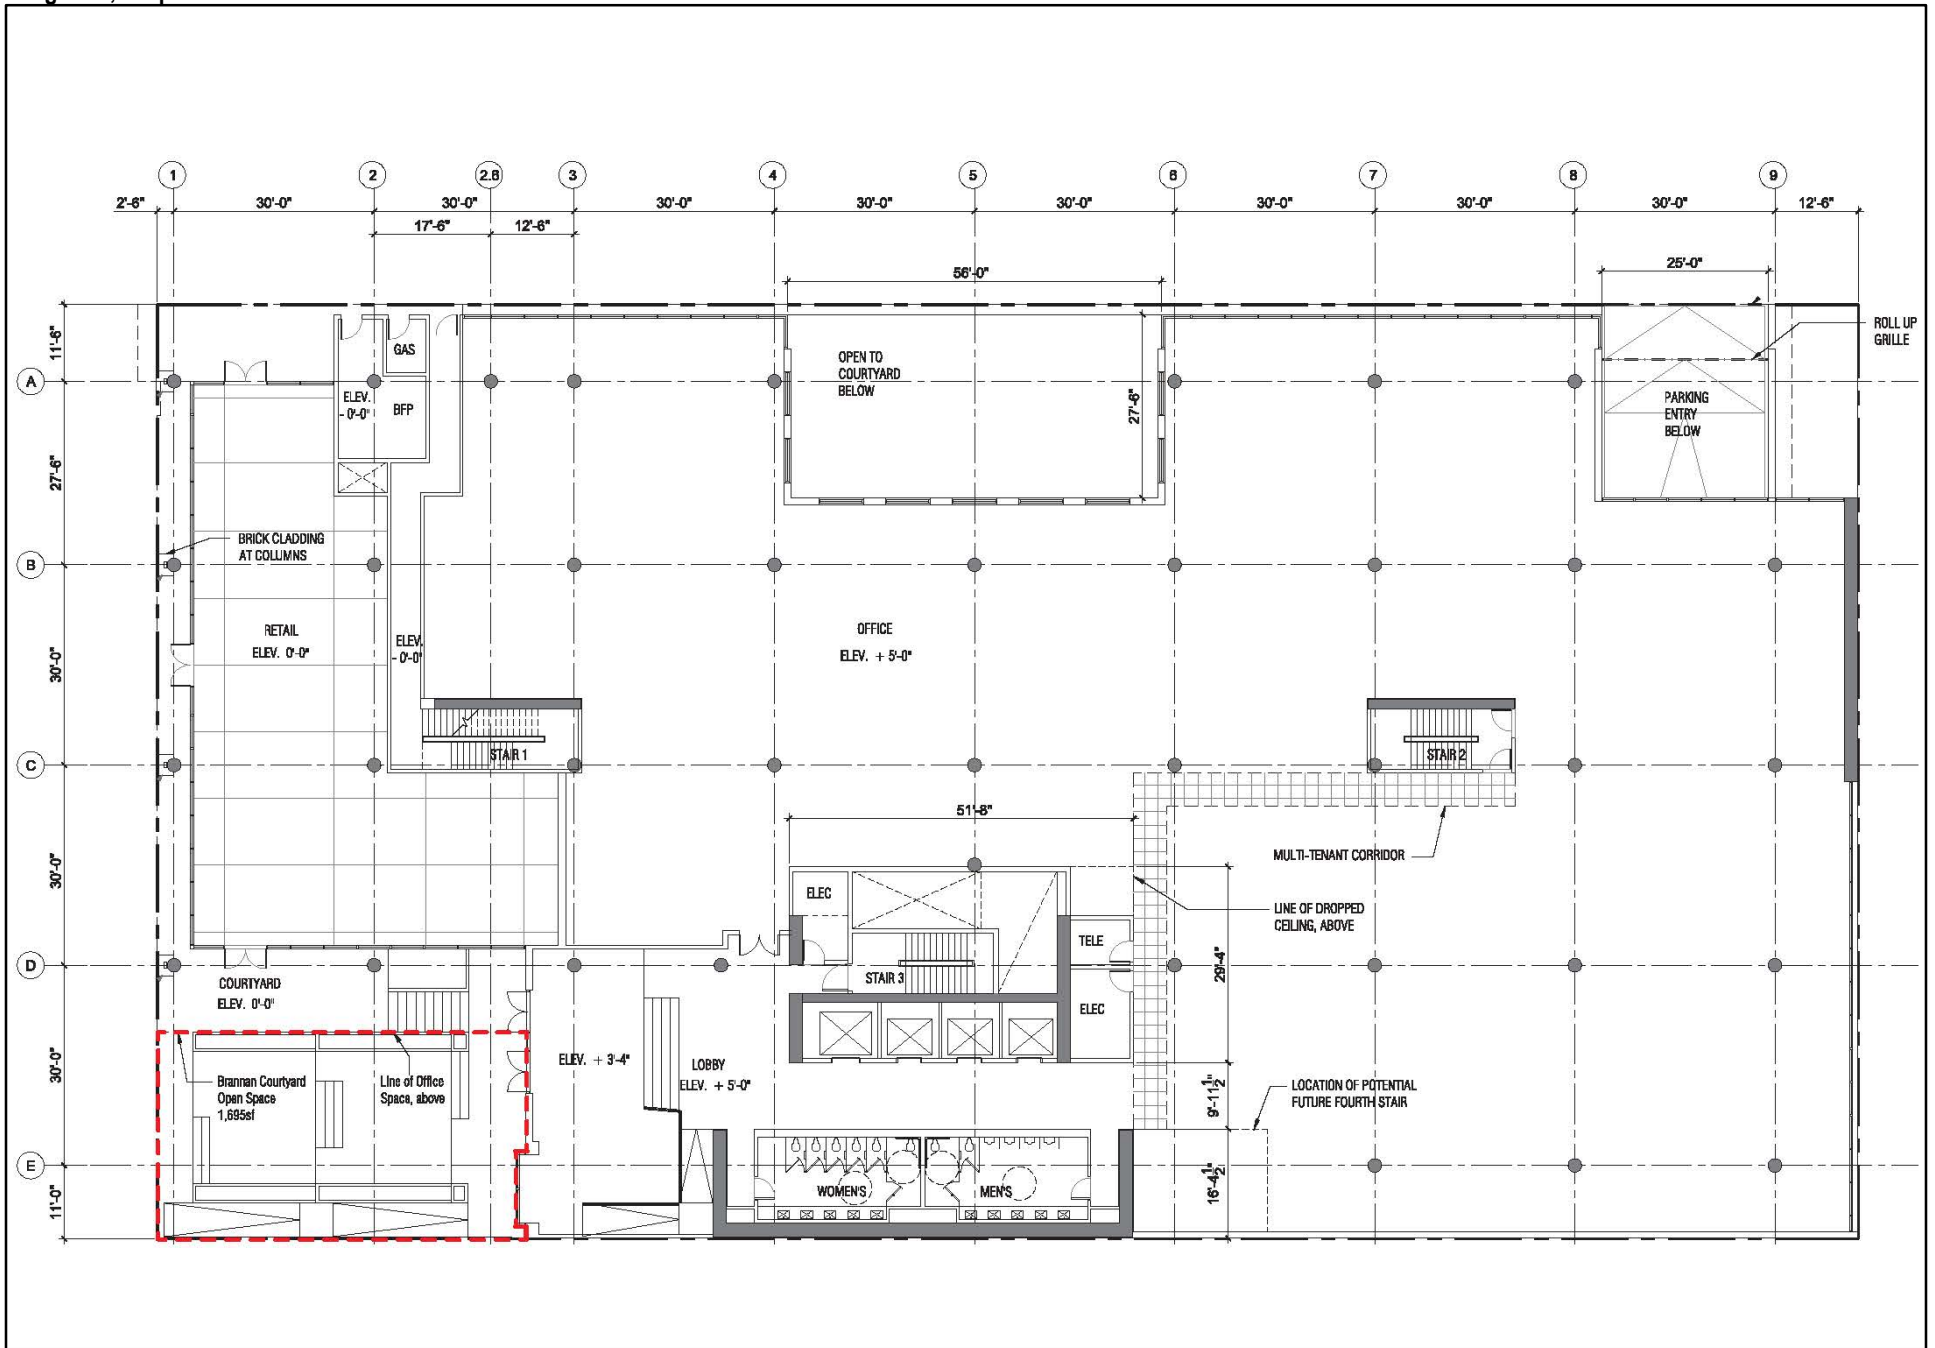 1 2 2.6 3 4 5 6 7 8 9
2'-6" 30'-0" 30'-0" 30'-0" 30'-0" 30'-0" 30'-0" 30'-0" 30'-0" 12'-6"
17'-6" 12'-6"
56'-0"
25'-0"
ROLL UP
GRILLE
11'-6"
GAS
OPEN TO
COURTYARD
BELOW
A
ELEV.
- 0'-0"
BFP
27'-6"
PARKING
ENTRY
BELOW
27'-6"
BRICK CLADDING
AT COLUMNS
B
RETAIL
ELEV. 0'-0"
ELEV.
- 0'-0"
OFFICE
ELEV. + 5'-0"
30'-0"
STAIR 1
STAIR 2
C
51'-8"
MULTI-TENANT CORRIDOR
30'-0"
ELEC
LINE OF DROPPED
CEILING, ABOVE
TELE
D
STAIR 3
29'-4"
COURTYARD
ELEV. 0'-0"
ELEC
30'-0"
ELEV. + 3'-4"
LOBBY
ELEV. + 5'-0"
Brannan Courtyard
Open Space
1,695sf
Line of Office
Space, above
9'-11 1/2"
LOCATION OF POTENTIAL
FUTURE FOURTH STAIR
E
WOMEN'S
MEN'S
11'-0"
16'-4 1/2"